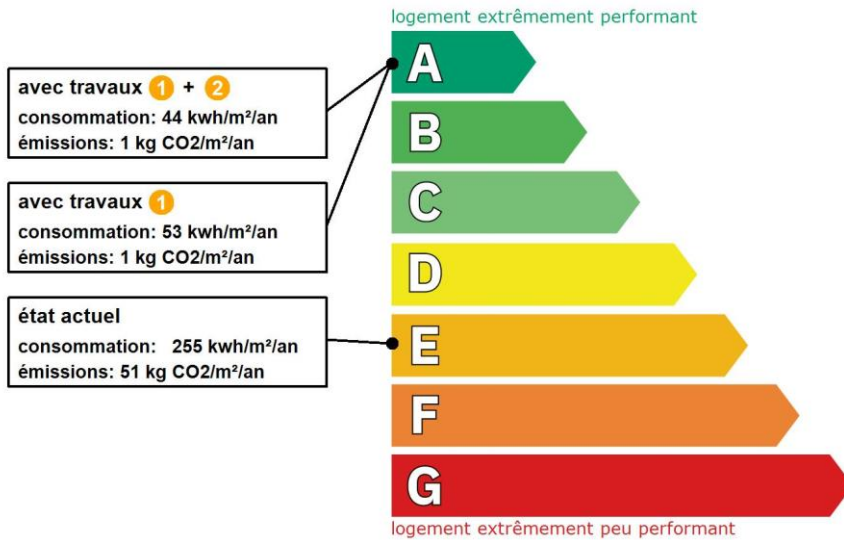 logement extrêmement performant
avec travaux 1 + 2
consommation: 44 kwh/m²/an
émissions: 1 kg CO2/m²/an
avec travaux 1
consommation: 53 kwh/m²/an
émissions: 1 kg CO2/m²/an
état actuel
consommation: 255 kwh/m²/an
émissions: 51 kg CO2/m²/an
A
B
C
D
E
F
G
logement extrêmement peu performant